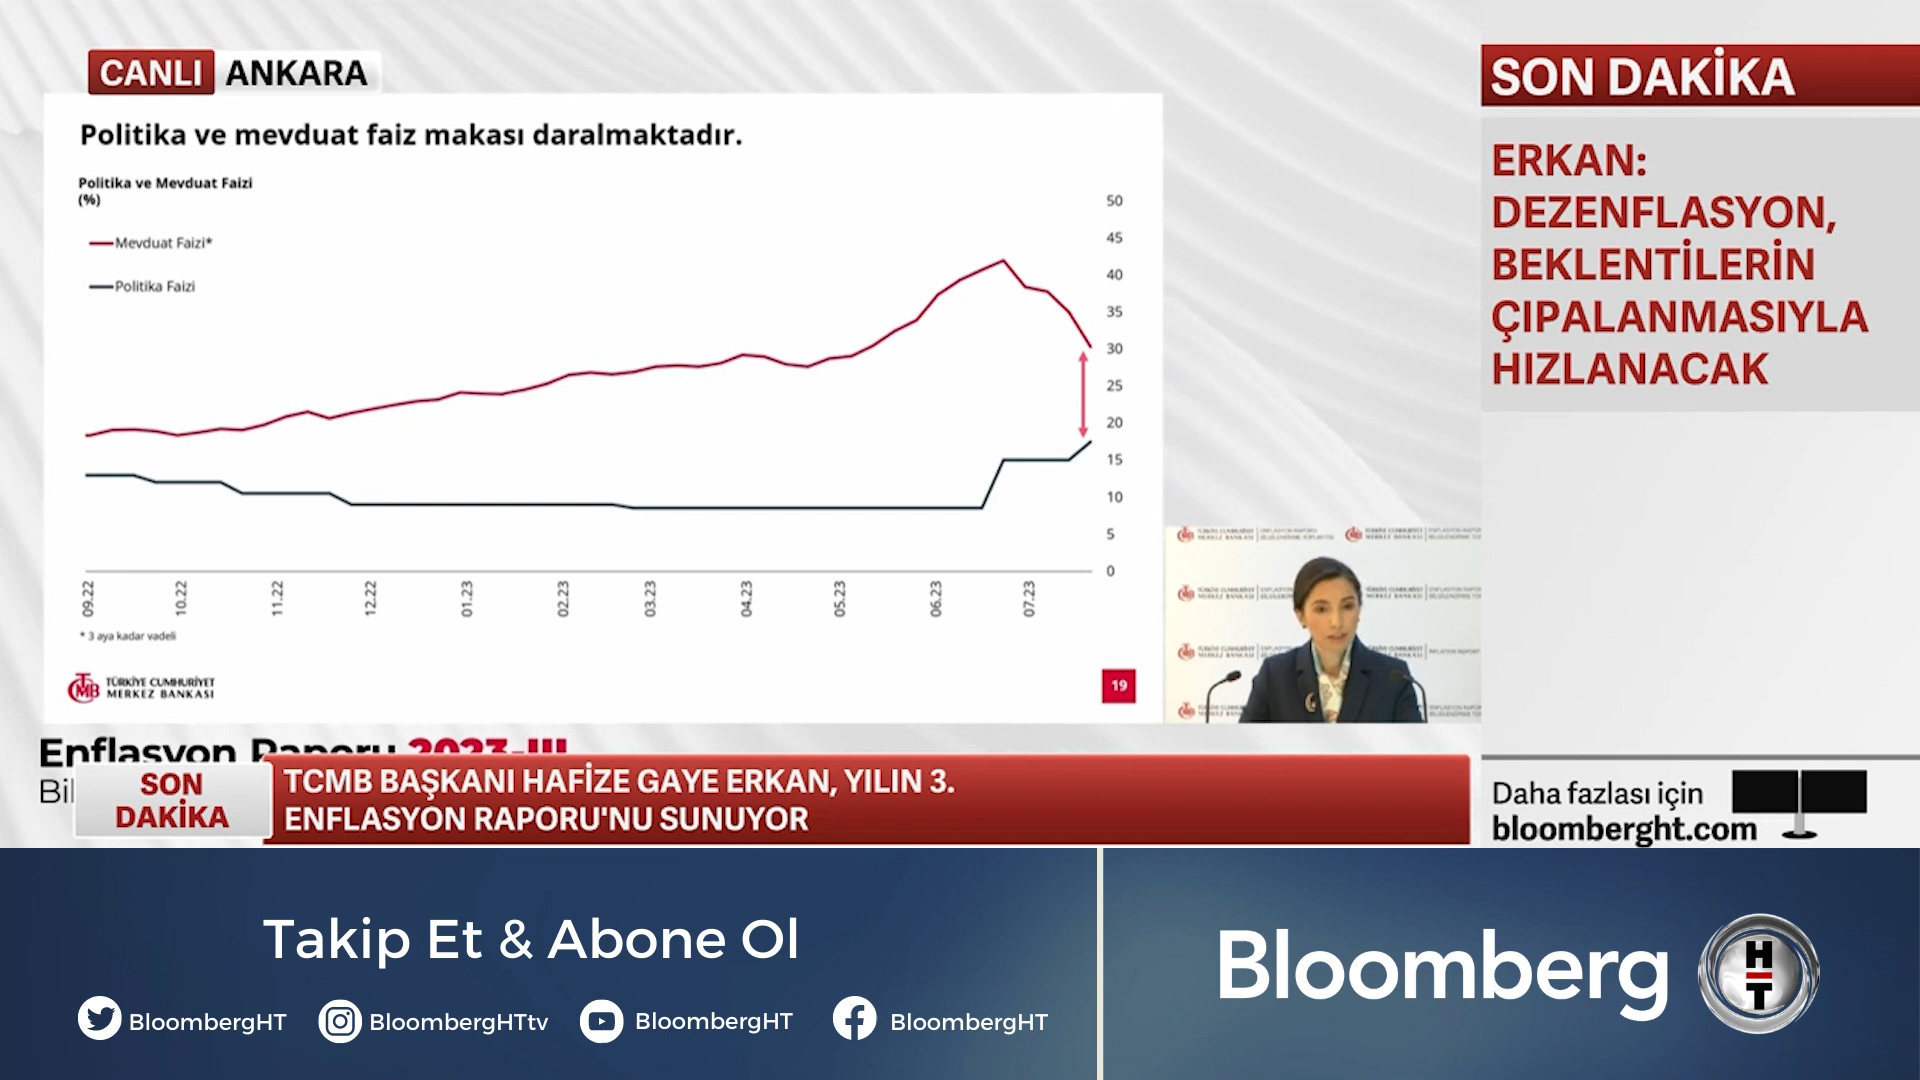 CANLI ANKARA
SON DAKİKA
ERKAN:
DEZENFLASYON,
BEKLENTİLERİN
ÇIPALANMASIYLA
HIZLANACAK
Politika ve mevduat faiz makası daralmaktadır.
Politika ve Mevduat Faizi
(%)
Mevduat Faizi*
Politika Faizi
50
45
40
35
30
25
20
15
10
5
0
09.22
10.22
11.22
12.22
01.23
02.23
03.23
04.23
05.23
06.23
07.23
* 3 aya kadar vadeli
TCMB
TÜRKİYE CUMHURİYET
MERKEZ BANKASI
19
Enflasyon Raporu 2023-III
SON
DAKİKA
TCMB BAŞKANI HAFİZE GAYE ERKAN, YILIN 3.
ENFLASYON RAPORU'NU SUNUYOR
Daha fazlası için
bloomberght.com
Takip Et & Abone Ol
BloombergHT
BloombergHTtv
BloombergHT
BloombergHT
Bloomberg HT